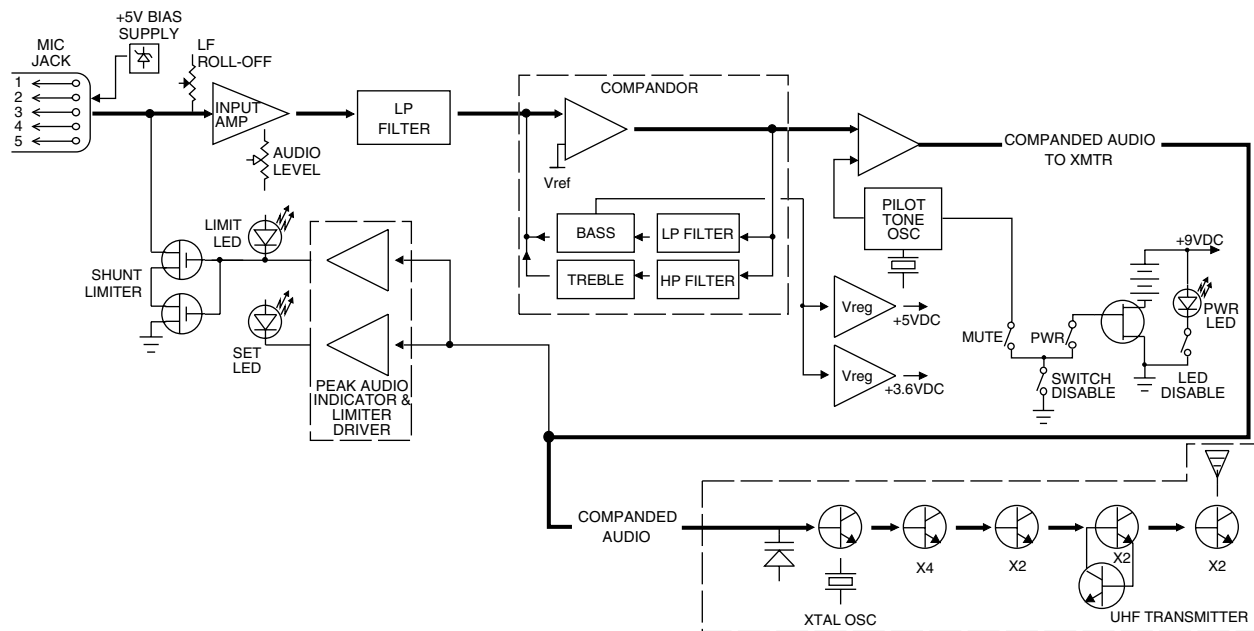 +5V BIAS
SUPPLY
MIC
JACK
LF
ROLL-OFF
1
2
3
4
5
INPUT
AMP
LP
FILTER
AUDIO
LEVEL
COMPANDOR
Vref
BASS
LP FILTER
TREBLE
HP FILTER
COMPANDED AUDIO
TO XMTR
PILOT
TONE
OSC
LIMIT
LED
SHUNT
LIMITER
SET
LED
PEAK AUDIO
INDICATOR &
LIMITER
DRIVER
Vreg
+5VDC
Vreg
+3.6VDC
+9VDC
PWR
LED
MUTE
PWR
SWITCH
DISABLE
LED
DISABLE
COMPANDED
AUDIO
XTAL OSC
X4
X2
X2
X2
UHF TRANSMITTER